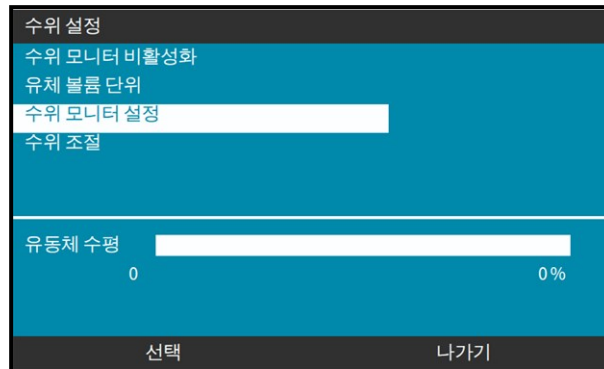 수위 설정
수위 모니터 비활성화
유체 볼륨 단위
수위 모니터 설정
수위 조절
유동체 수평
0 0 %
선택 나가기